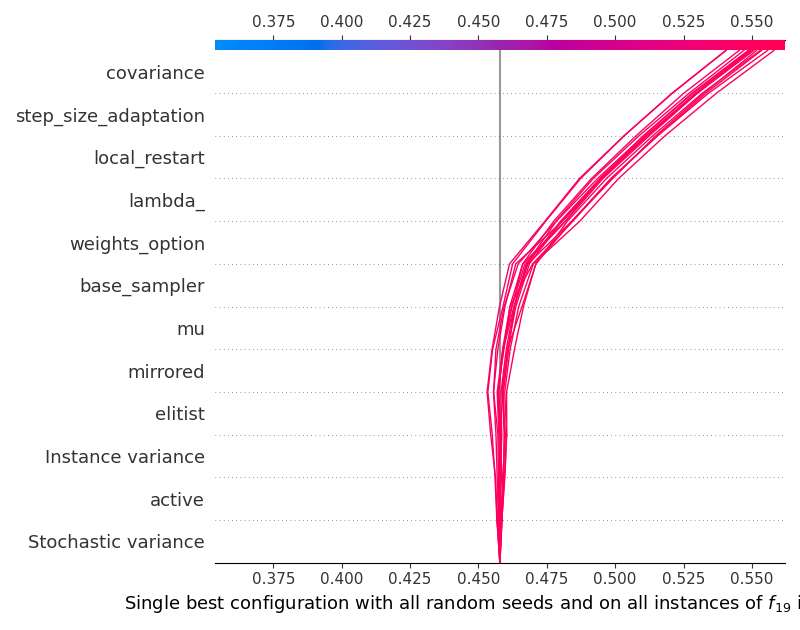 0.375 0.400 0.425 0.450 0.475 0.500 0.525 0.550
covariance
step_size_adaptation
local_restart
lambda_
weights_option
base_sampler
mu
mirrored
elitist
Instance variance
active
Stochastic variance
0.375 0.400 0.425 0.450 0.475 0.500 0.525 0.550
Single best configuration with all random seeds and on all instances of f19 i